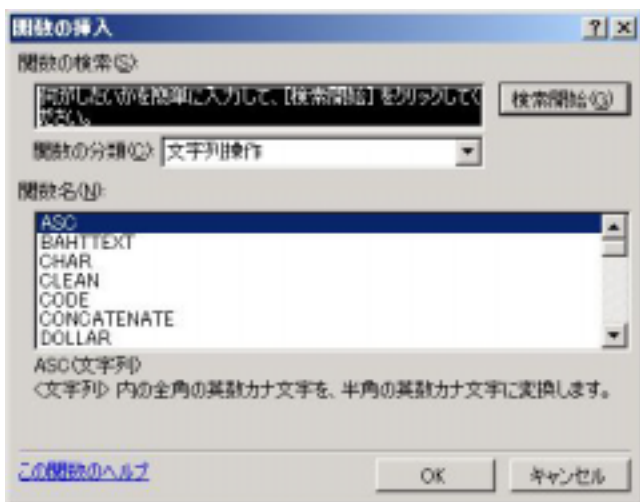 関数の挿入
関数の検索(S):
何がしたいかを簡単に入力して、[検索開始] をクリックしてく
ださい。
検索開始(G)
関数の分類(C): 文字列操作
関数名(N):
ASC
BAHTTEXT
CHAR
CLEAN
CODE
CONCATENATE
DOLLAR
ASC(文字列)
<文字列> 内の全角の英数カナ文字を、半角の英数カナ文字に変換します。
この関数のヘルプ
OK
キャンセル